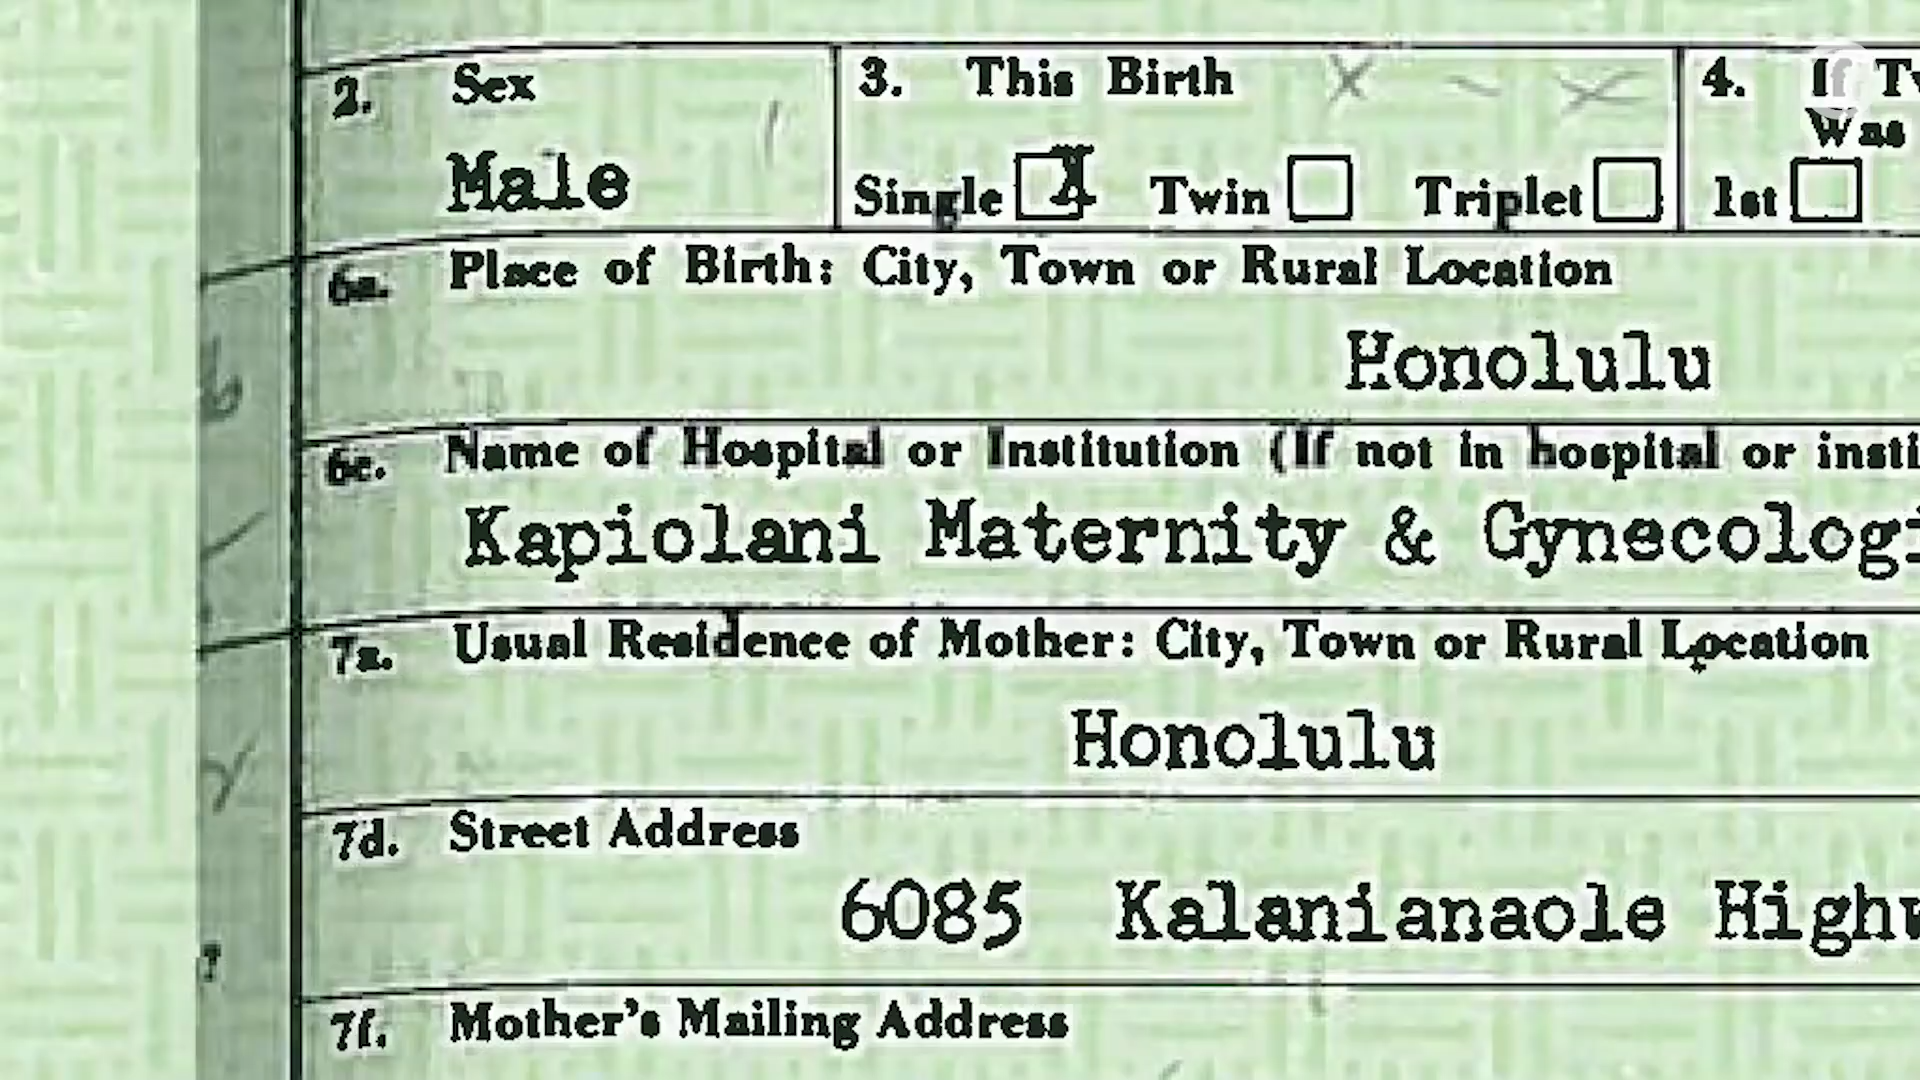 2. Sex 3. This Birth 4. If
Was
Male Single X Twin Triplet 1st
6a. Place of Birth: City, Town or Rural Location
Honolulu
6c. Name of Hospital or Institution (If not in hospital or insti
Kapiolani Maternity & Gynecologi
7a. Usual Residence of Mother: City, Town or Rural Location
Honolulu
7d. Street Address
6085 Kalanianaole Highw
7f. Mother's Mailing Address